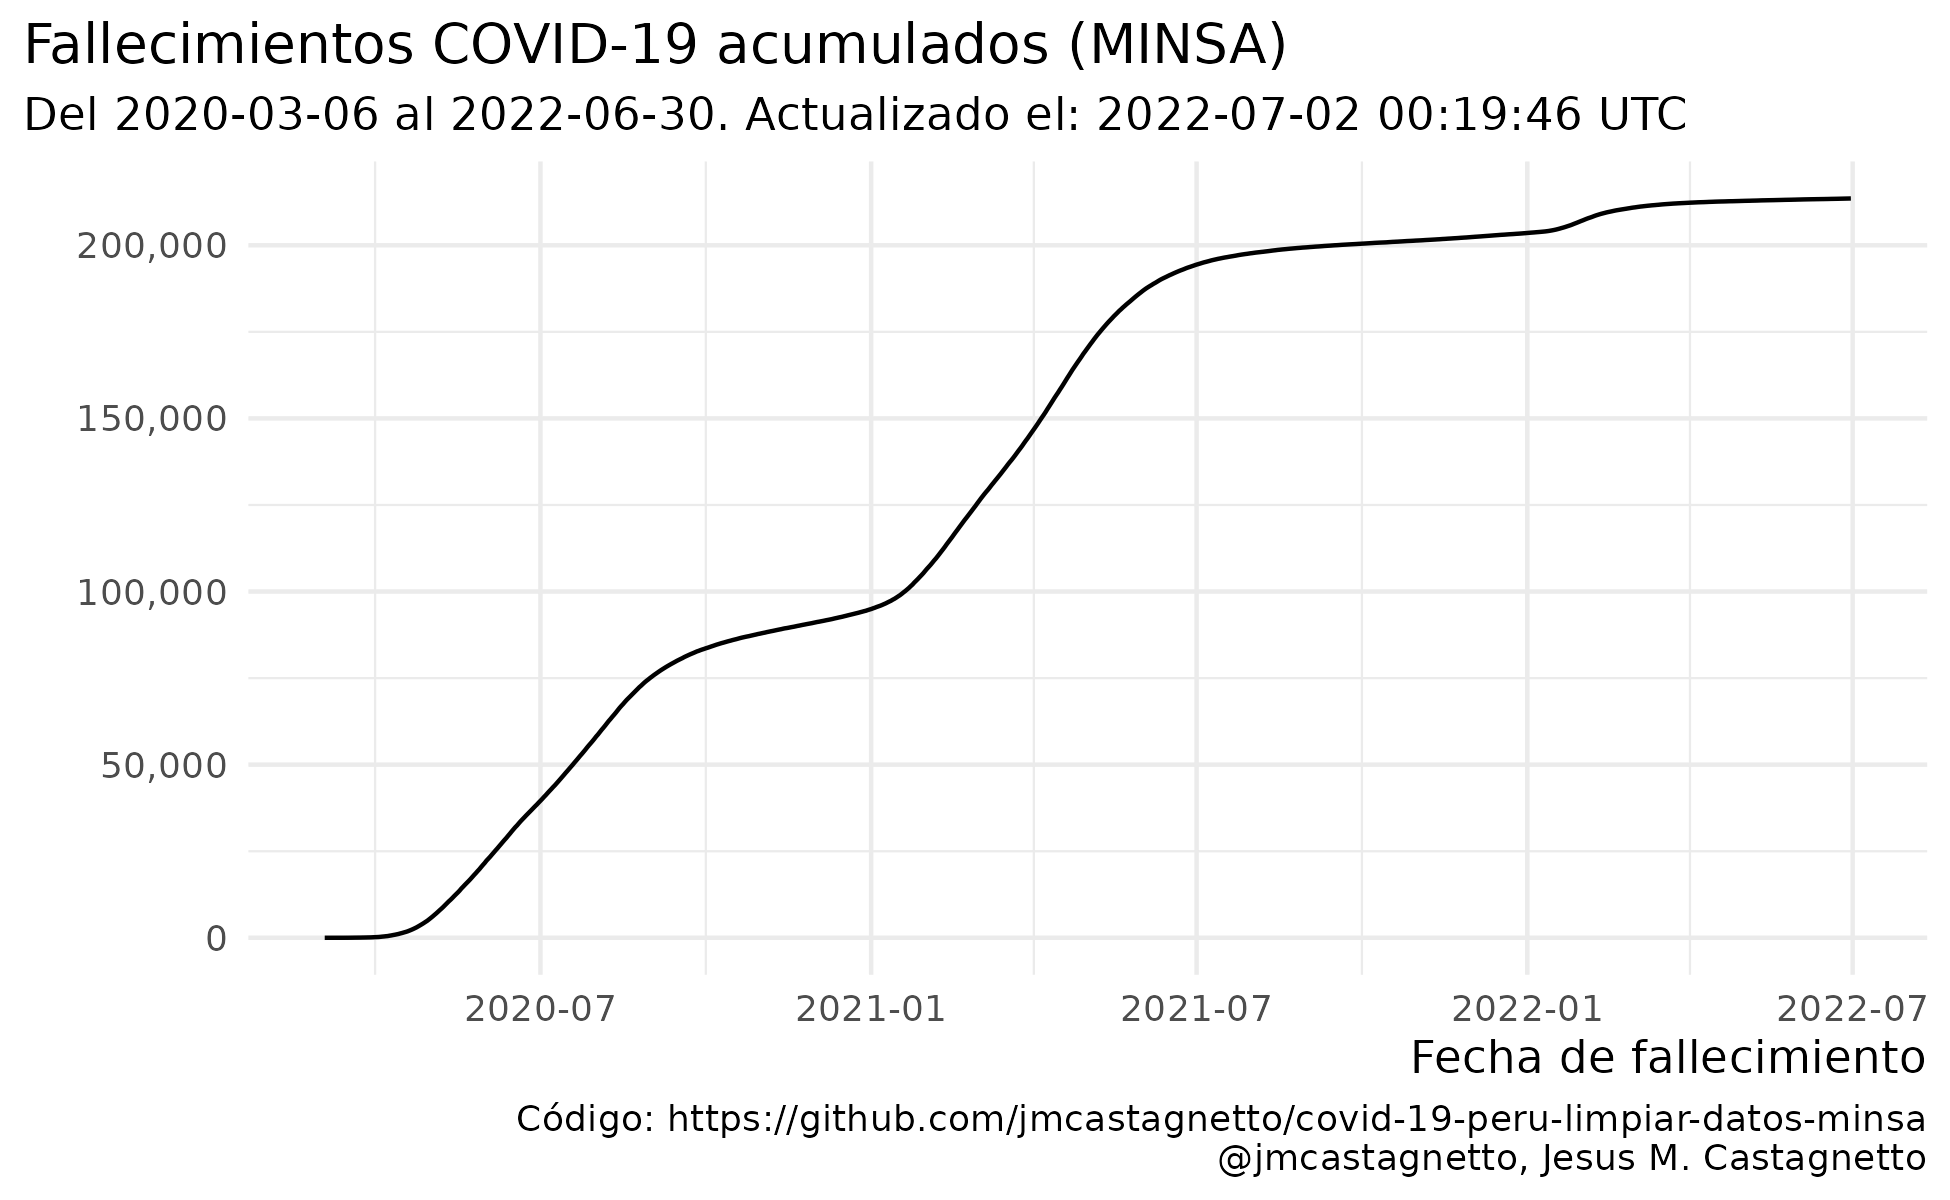 Fallecimientos COVID-19 acumulados (MINSA)
Del 2020-03-06 al 2022-06-30. Actualizado el: 2022-07-02 00:19:46 UTC
200,000
150,000
100,000
50,000
0
2020-07 2021-01 2021-07 2022-01 2022-07
Fecha de fallecimiento
Código: https://github.com/jmcastagnetto/covid-19-peru-limpiar-datos-minsa
@jmcastagnetto, Jesus M. Castagnetto